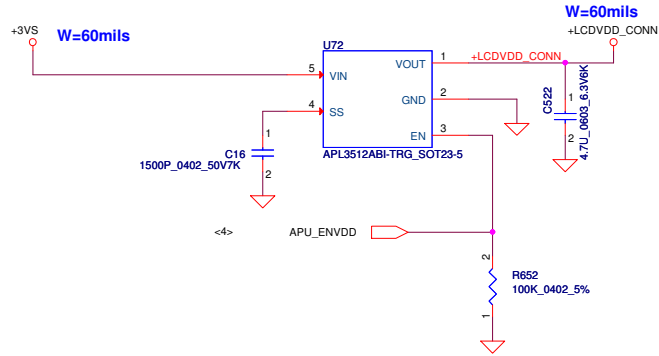 +3VS
W=60mils
W=60mils
+LCDVDD_CONN
U72
5
VIN
VOUT
1
+LCDVDD_CONN
4
SS
GND
2
EN
3
APL3512ABI-TRG_SOT23-5
1
C16
1500P_0402_50V7K
2
C522
1
2
4.7U_0603_6.3V6K
<4>
APU_ENVDD
2
R652
100K_0402_5%
1